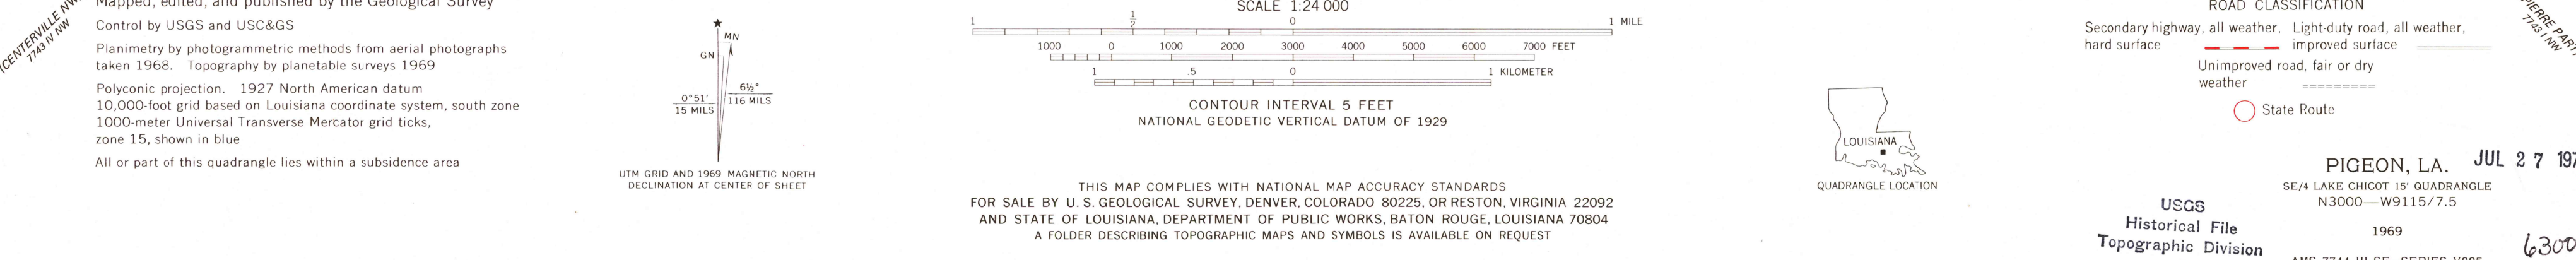 Mapped, edited, and published by the Geological Survey
Control by USGS and USC&GS
Planimetry by photogrammetric methods from aerial photographs
taken 1968. Topography by planetable surveys 1969
Polyconic projection. 1927 North American datum
10,000-foot grid based on Louisiana coordinate system, south zone
1000-meter Universal Transverse Mercator grid ticks,
zone 15, shown in blue
All or part of this quadrangle lies within a subsidence area
(CENTERVILLE NW)
7743 IV NW
MN
GN
0°51'
15 MILS
6½°
116 MILS
UTM GRID AND 1969 MAGNETIC NORTH
DECLINATION AT CENTER OF SHEET
SCALE 1:24 000
1 ½ 0 1 MILE
1000 0 1000 2000 3000 4000 5000 6000 7000 FEET
1 .5 0 1 KILOMETER
CONTOUR INTERVAL 5 FEET
NATIONAL GEODETIC VERTICAL DATUM OF 1929
THIS MAP COMPLIES WITH NATIONAL MAP ACCURACY STANDARDS
FOR SALE BY U. S. GEOLOGICAL SURVEY, DENVER, COLORADO 80225, OR RESTON, VIRGINIA 22092
AND STATE OF LOUISIANA, DEPARTMENT OF PUBLIC WORKS, BATON ROUGE, LOUISIANA 70804
A FOLDER DESCRIBING TOPOGRAPHIC MAPS AND SYMBOLS IS AVAILABLE ON REQUEST
LOUISIANA
QUADRANGLE LOCATION
ROAD CLASSIFICATION
Secondary highway, all weather,
hard surface
Light-duty road, all weather,
improved surface
Unimproved road, fair or dry
weather
State Route
PIERRE PART
7743 I NW
PIGEON, LA.
SE/4 LAKE CHICOT 15' QUADRANGLE
N3000—W9115/7.5
1969
JUL 27 197
USGS
Historical File
Topographic Division
6300